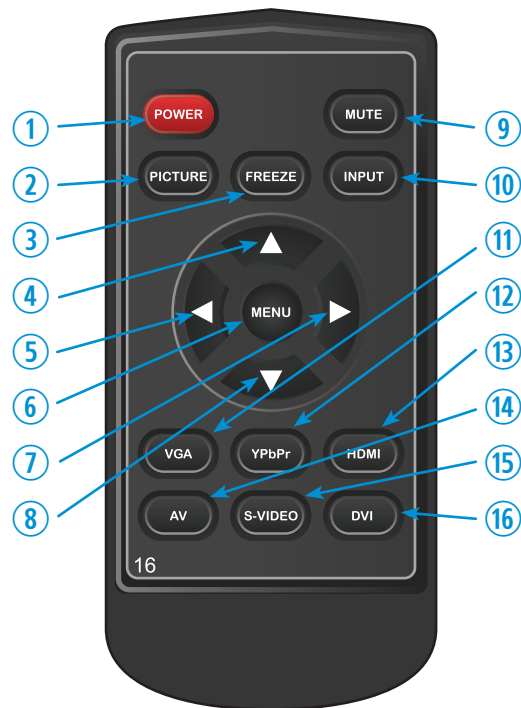 ① POWER MUTE ⑨
② PICTURE FREEZE INPUT ⑩
③ ⑪
④ ⑫
MENU
⑤ ⑬
⑥ ⑭
⑦ VGA YPbPr HDMI ⑮
⑧ AV S-VIDEO DVI ⑯
16